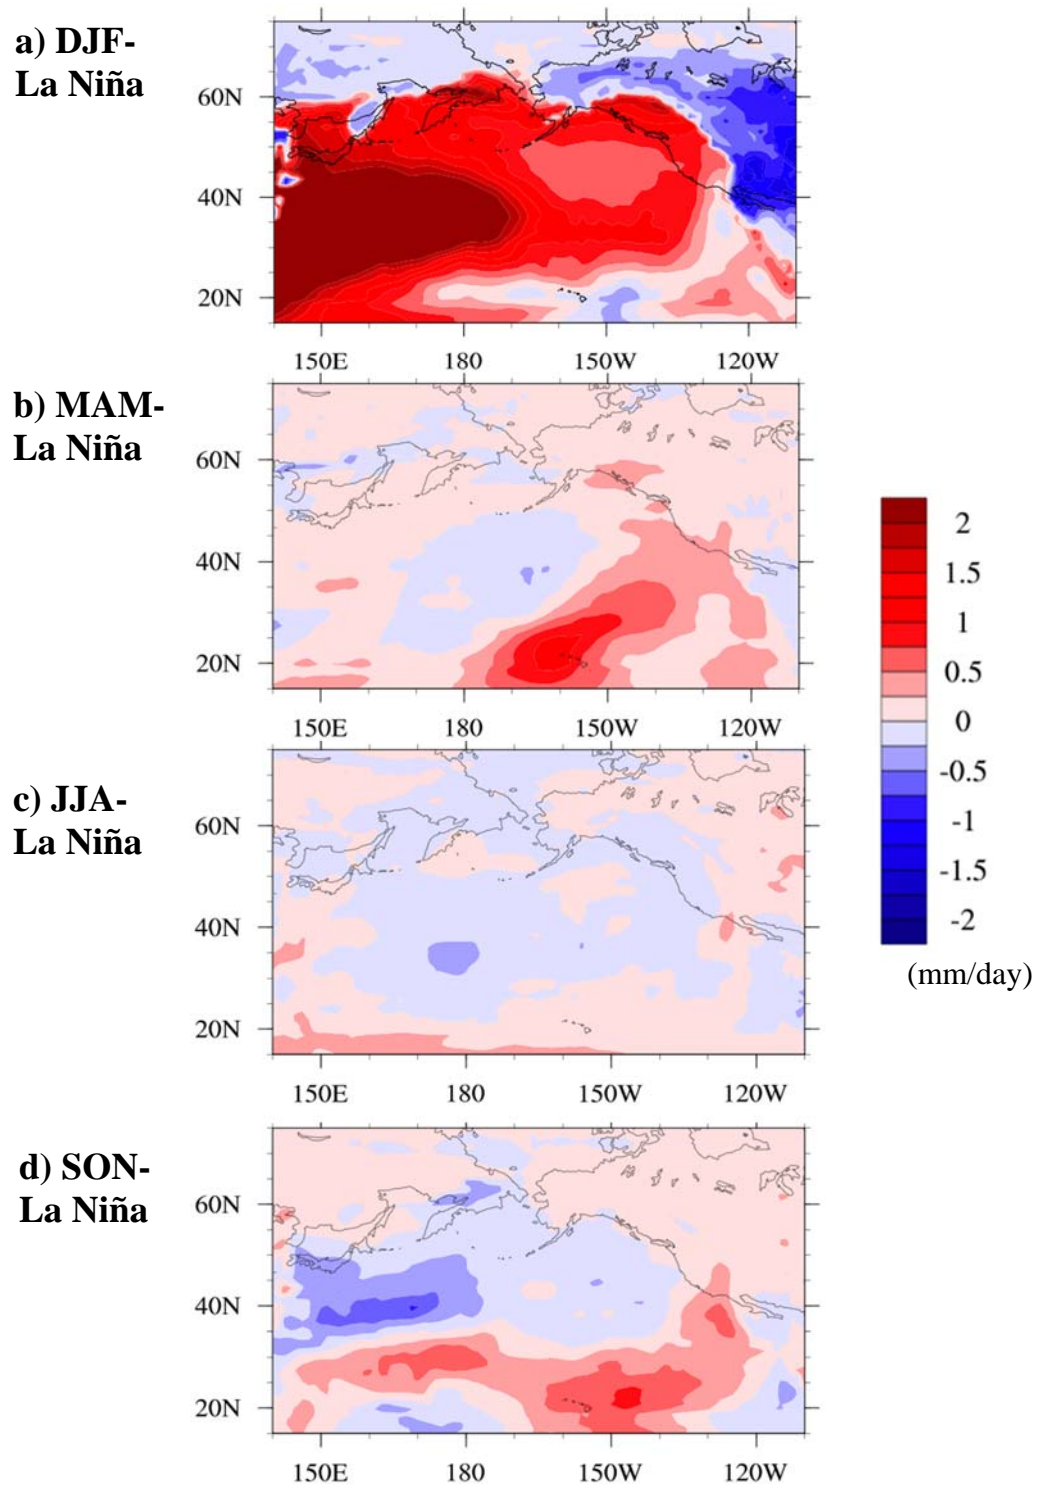 a) DJF-
La Niña
60N
40N
20N
150E 180 150W 120W
b) MAM-
La Niña
60N
40N
20N
150E 180 150W 120W
c) JJA-
La Niña
60N
40N
20N
150E 180 150W 120W
d) SON-
La Niña
60N
40N
20N
150E 180 150W 120W
2
1.5
1
0.5
0
-0.5
-1
-1.5
-2
(mm/day)